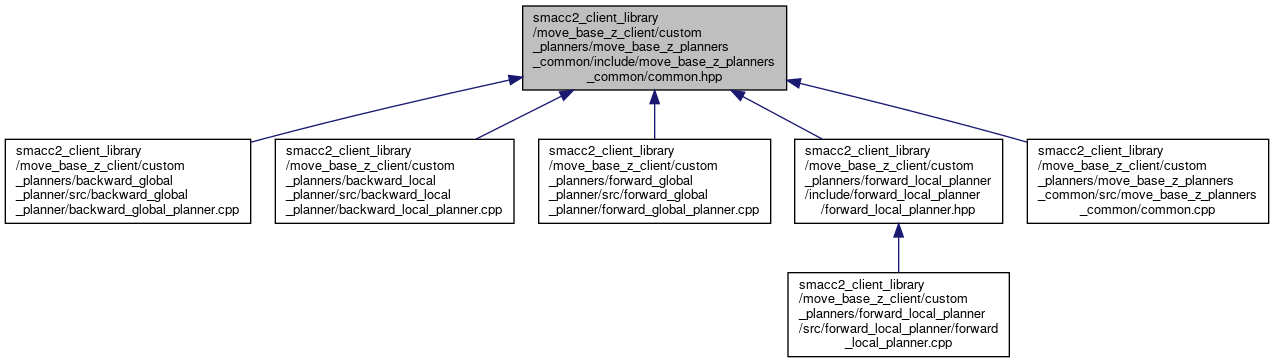 smacc2_client_library
/move_base_z_client/custom
_planners/move_base_z_planners
_common/include/move_base_z_planners
_common/common.hpp
smacc2_client_library
/move_base_z_client/custom
_planners/backward_global
_planner/src/backward_global
_planner/backward_global_planner.cpp
smacc2_client_library
/move_base_z_client/custom
_planners/backward_local
_planner/src/backward_local
_planner/backward_local_planner.cpp
smacc2_client_library
/move_base_z_client/custom
_planners/forward_global
_planner/src/forward_global
_planner/forward_global_planner.cpp
smacc2_client_library
/move_base_z_client/custom
_planners/forward_local_planner
/include/forward_local_planner
/forward_local_planner.hpp
smacc2_client_library
/move_base_z_client/custom
_planners/move_base_z_planners
_common/src/move_base_z_planners
_common/common.cpp
smacc2_client_library
/move_base_z_client/custom
_planners/forward_local_planner
/src/forward_local_planner/forward
_local_planner.cpp